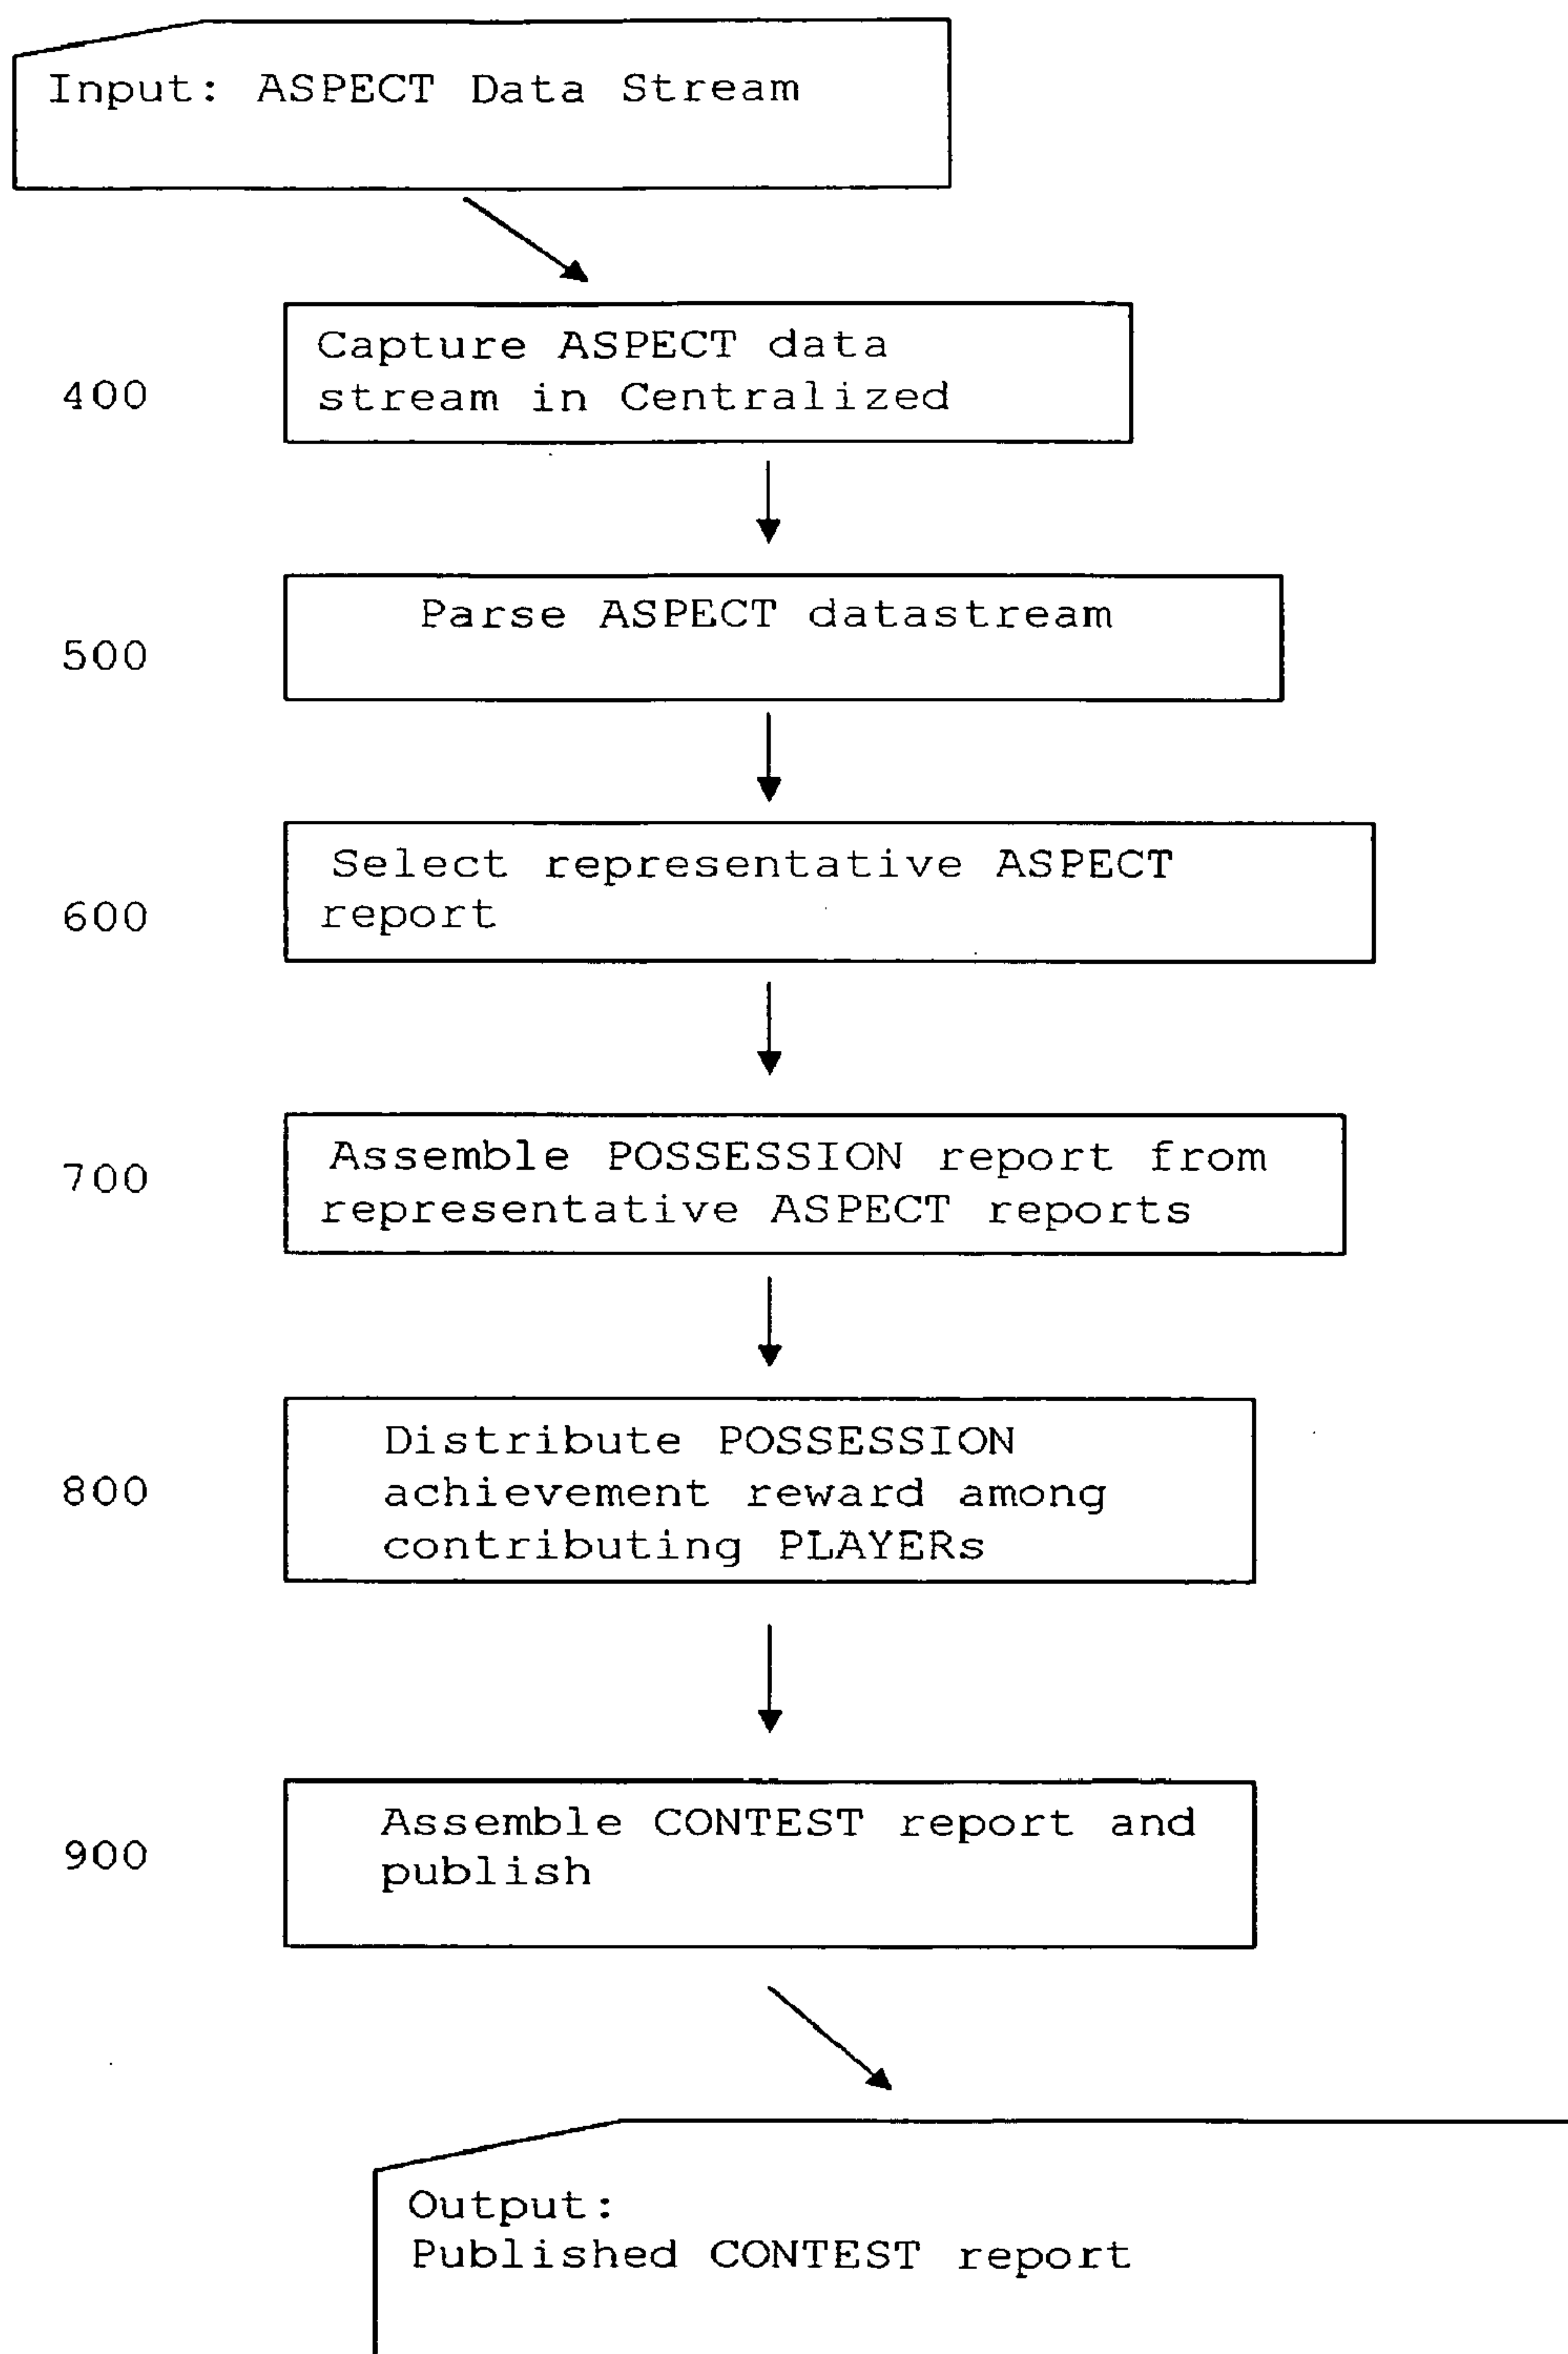 Input: ASPECT Data Stream
Capture ASPECT data
stream in Centralized
400
Parse ASPECT datastream
500
Select representative ASPECT
report
600
Assemble POSSESSION report from
representative ASPECT reports
700
Distribute POSSESSION
achievement reward among
contributing PLAYERs
800
Assemble CONTEST report and
publish
900
Output:
Published CONTEST report